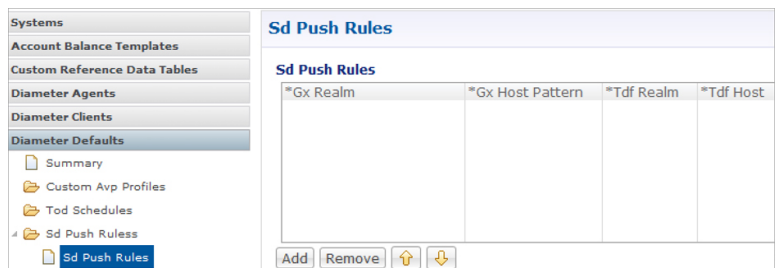 Systems
Account Balance Templates
Custom Reference Data Tables
Diameter Agents
Diameter Clients
Diameter Defaults
Summary
Custom Avp Profiles
Tod Schedules
Sd Push Ruless
Sd Push Rules
Sd Push Rules
Sd Push Rules
*Gx Realm *Gx Host Pattern *Tdf Realm *Tdf Host
Add Remove